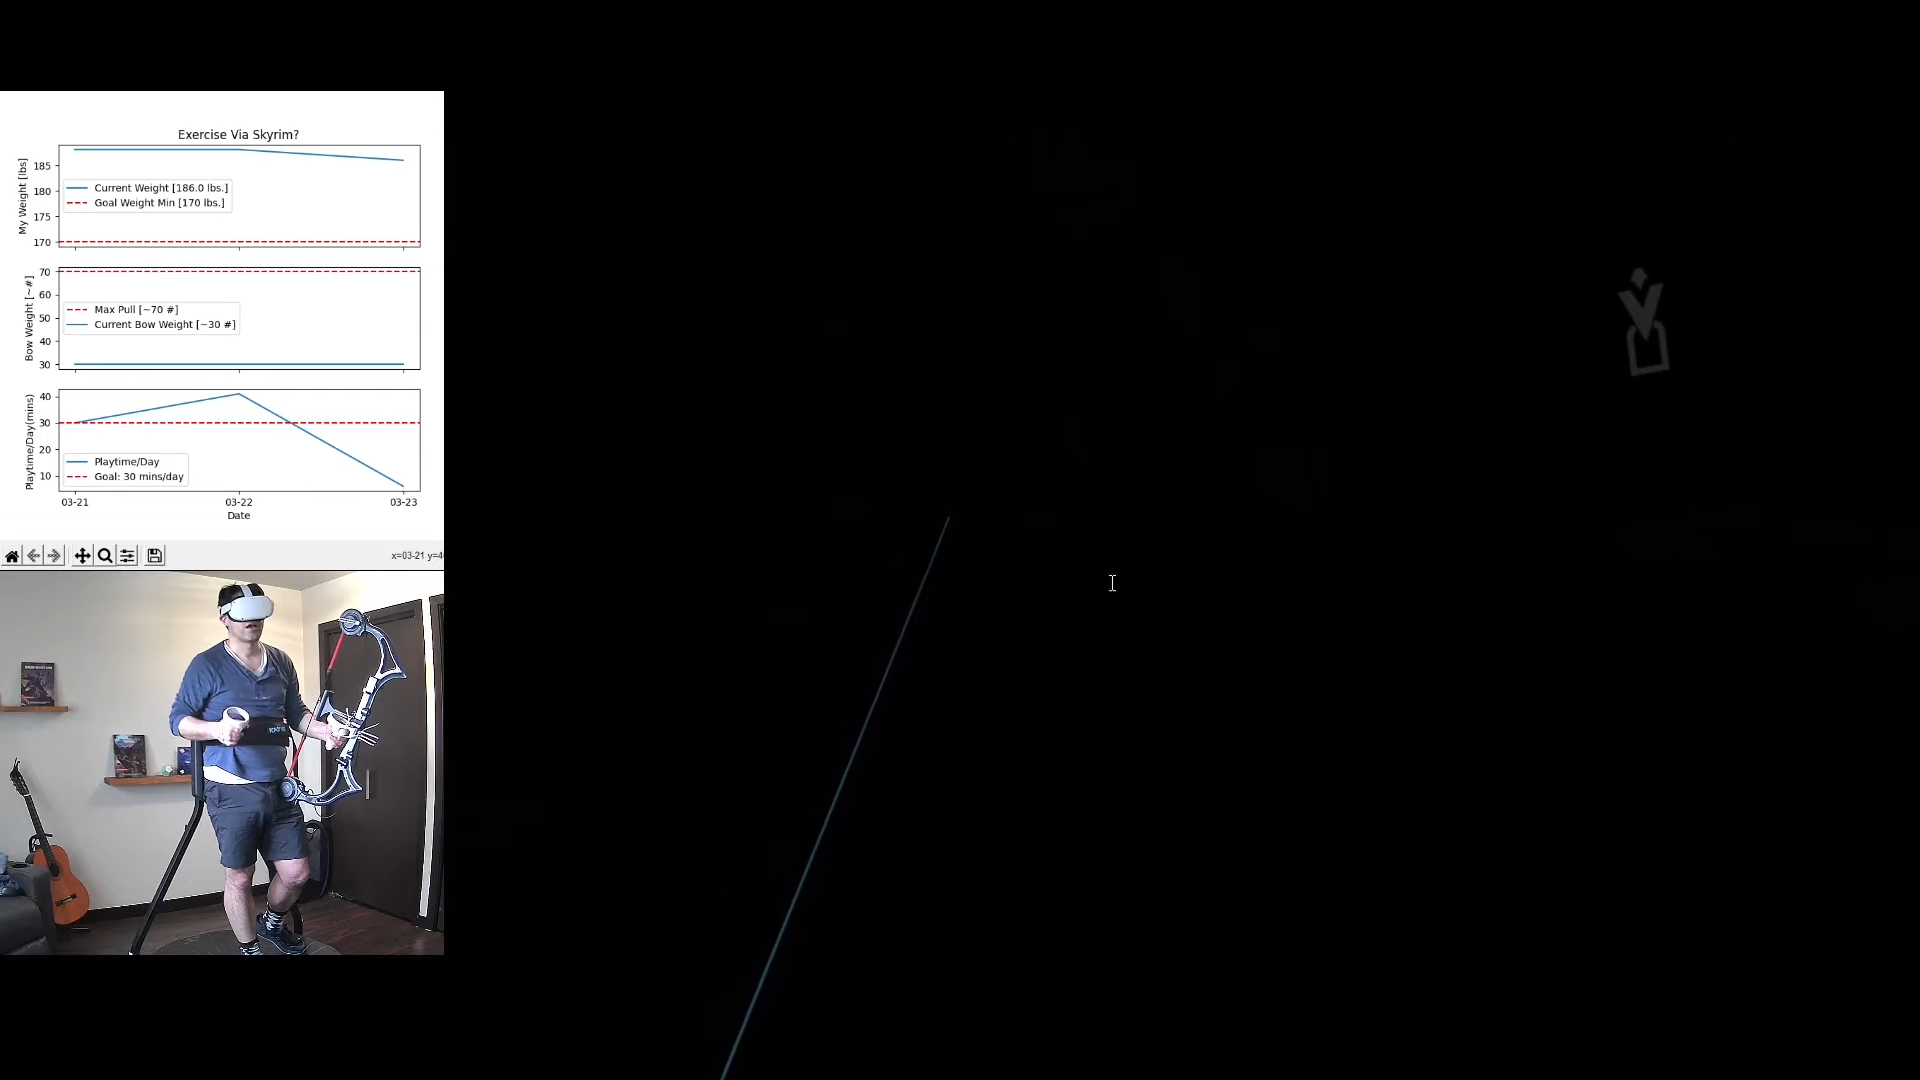 Exercise Via Skyrim?
My Weight [lbs]
185
180
175
170
Current Weight [186.0 lbs.]
Goal Weight Min [170 lbs.]
Bow Weight [~#]
70
60
50
40
30
Max Pull [~70 #]
Current Bow Weight [~30 #]
Playtime/Day(mins)
40
30
20
10
Playtime/Day
Goal: 30 mins/day
03-21 03-22 03-23
Date
x=03-21 y=4